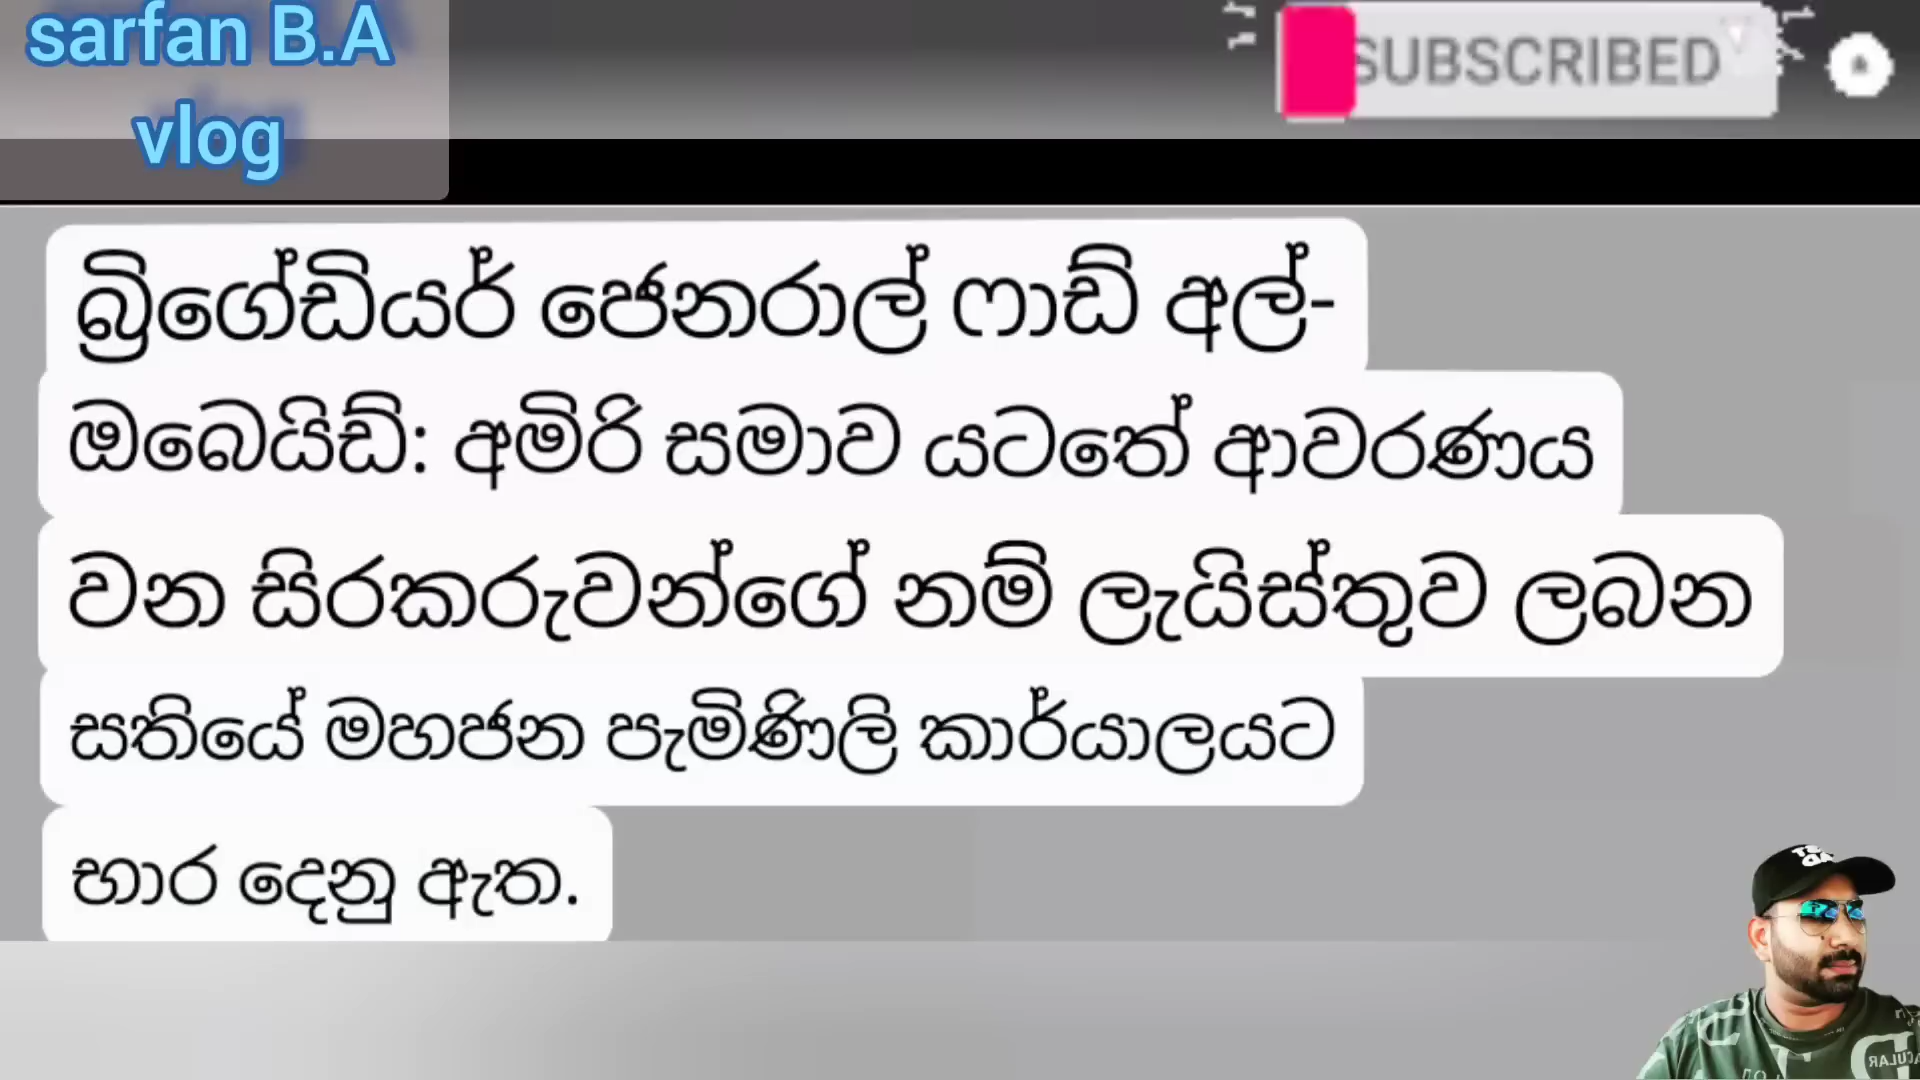 sarfan B.A
vlog
SUBSCRIBED
බ්‍රිගේඩියර් ජෙනරාල් ෆාඩ් අල්-
ඔබෙයිඩ්: අමිරි සමාව යටතේ ආවරණය
වන සිරකරුවන්ගේ නම් ලැයිස්තුව ලබන
සතියේ මහජන පැමිණිලි කාර්යාලයට
භාර දෙනු ඇත.